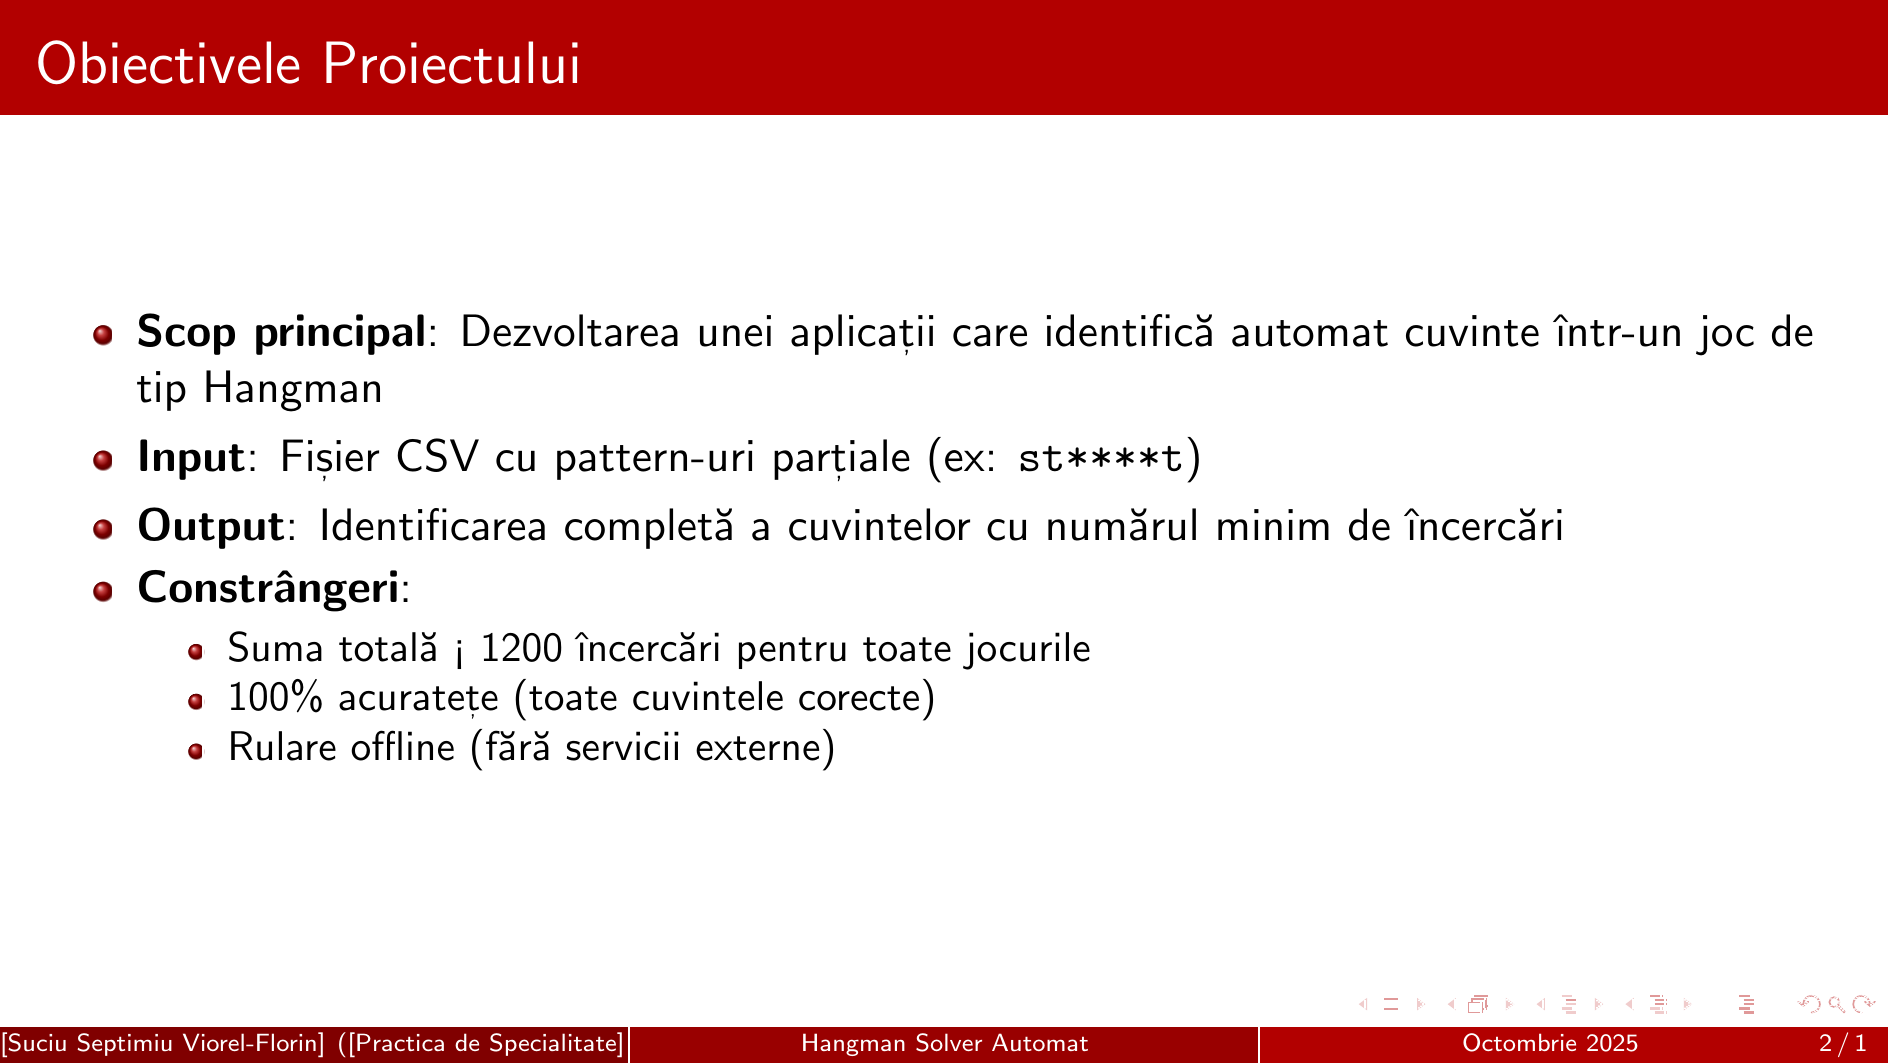 Obiectivele Proiectului
Scop principal: Dezvoltarea unei aplicații care identifică automat cuvinte într-un joc de
tip Hangman
Input: Fișier CSV cu pattern-uri parțiale (ex: st****t)
Output: Identificarea completă a cuvintelor cu numărul minim de încercări
Constrângeri:
Suma totală ¡ 1200 încercări pentru toate jocurile
100% acuratețe (toate cuvintele corecte)
Rulare offline (fără servicii externe)
[Suciu Septimiu Viorel-Florin] ([Practica de Specialitate] Hangman Solver Automat Octombrie 2025 2 / 1